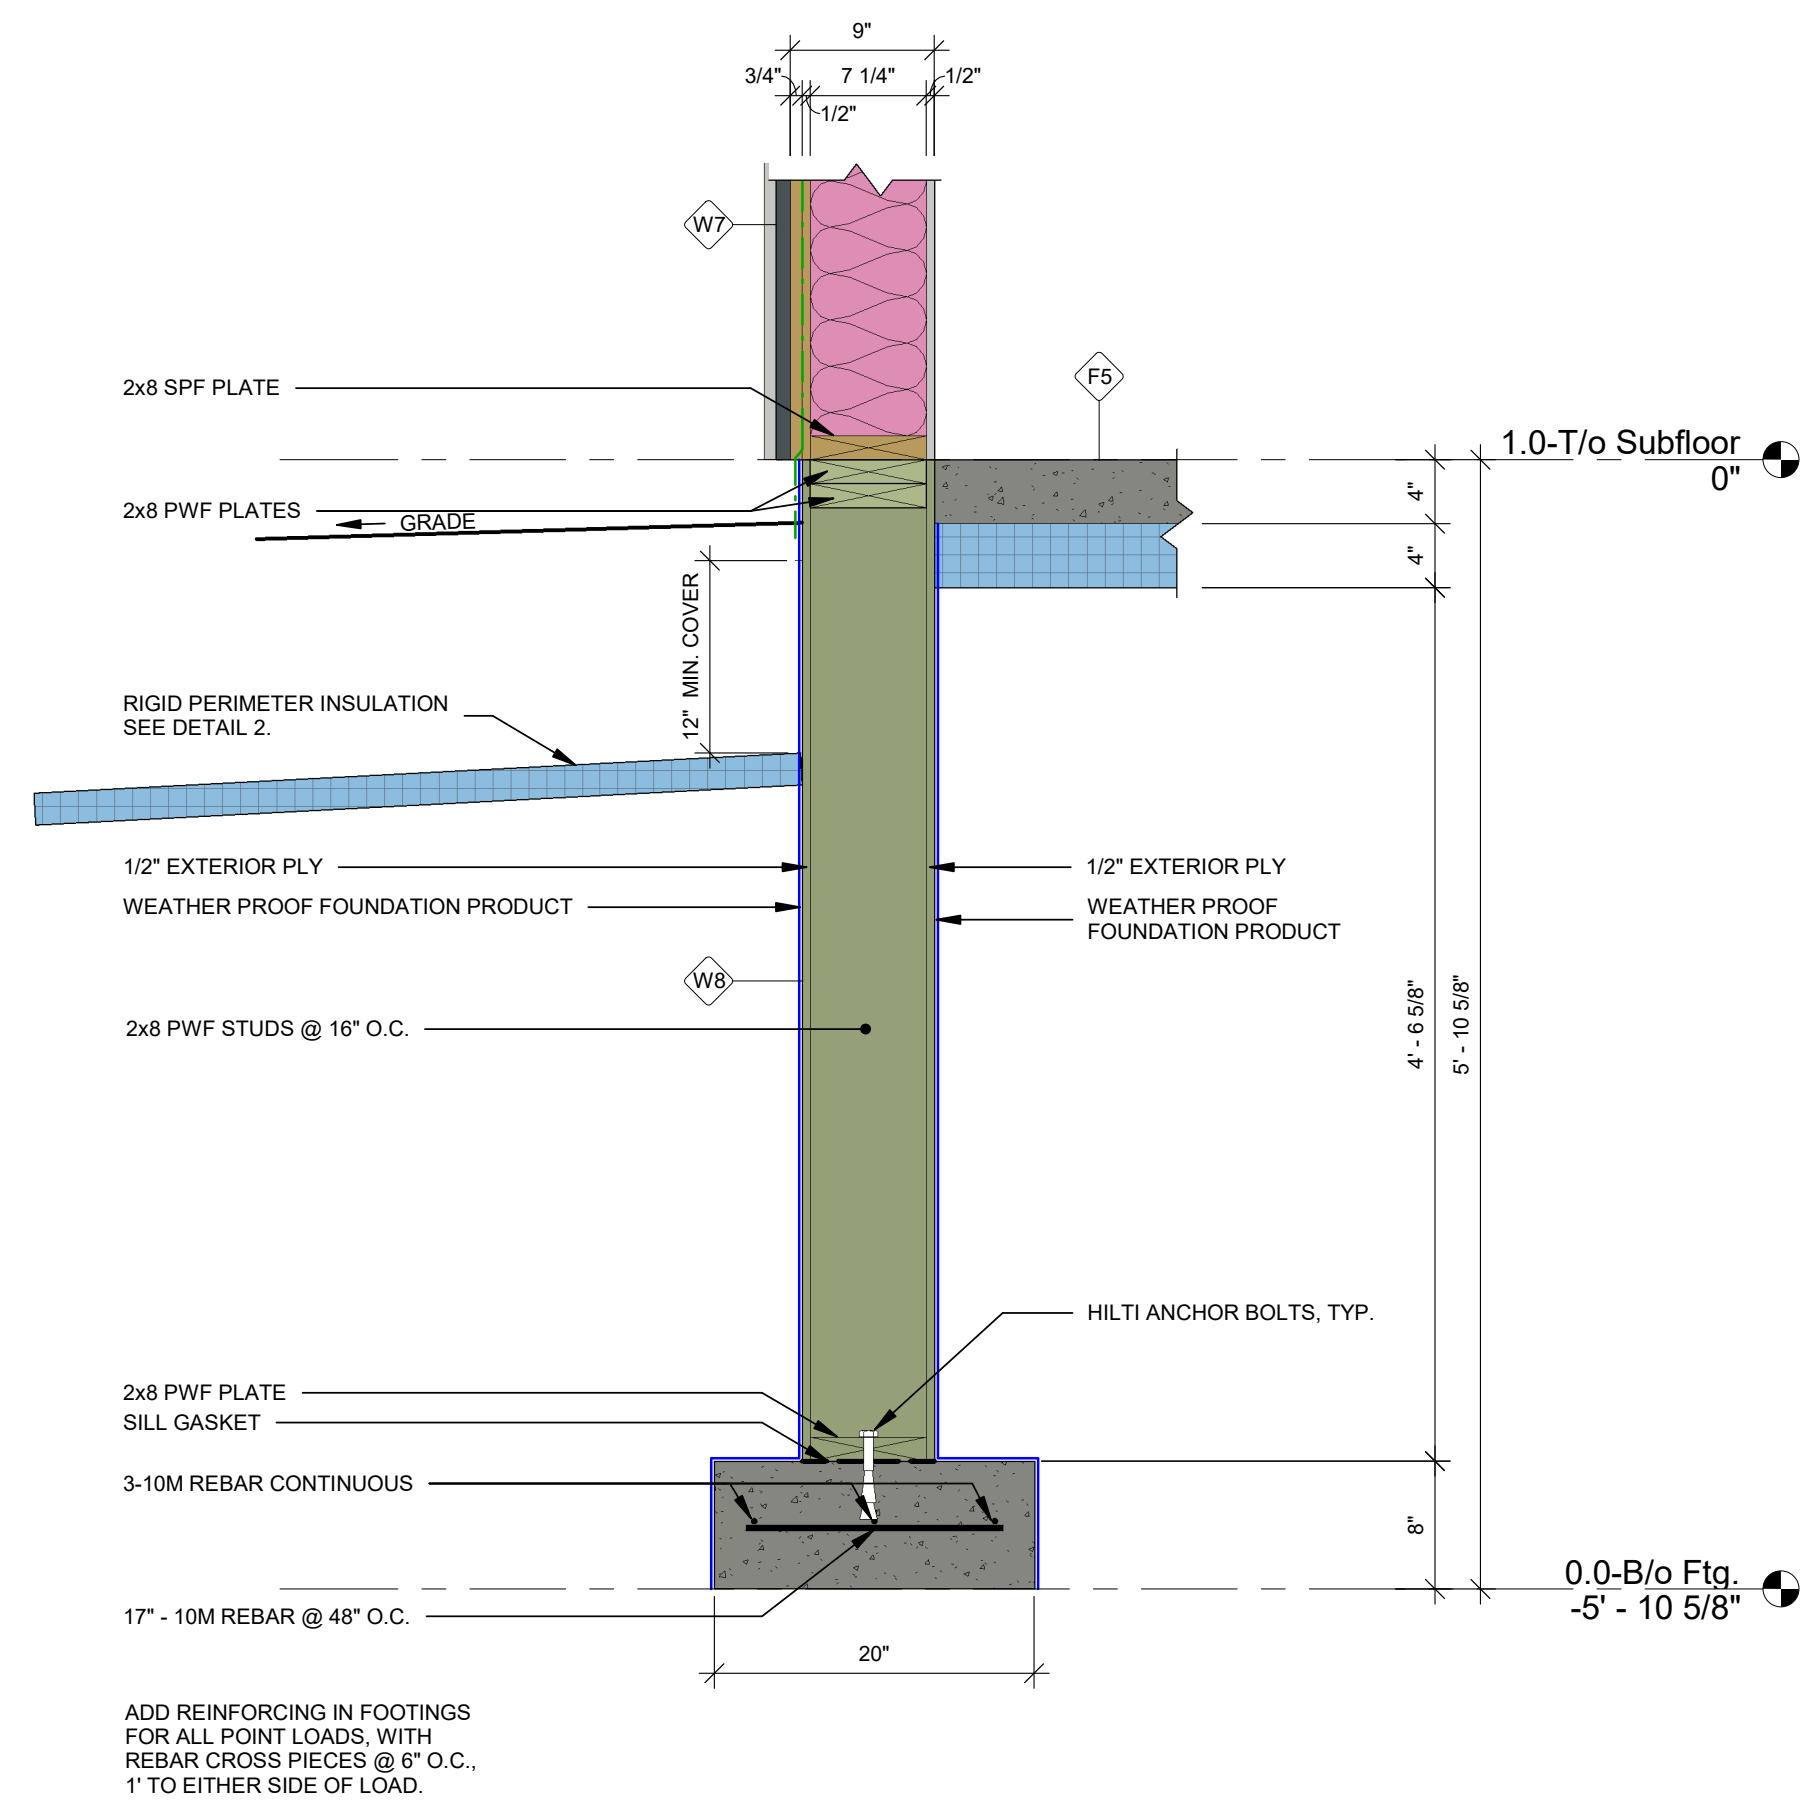 9"
3/4"
7 1/4"
1/2"
1/2"
W7
2x8 SPF PLATE
F5
1.0-T/o Subfloor
0"
2x8 PWF PLATES
GRADE
4"
4"
12" MIN. COVER
RIGID PERIMETER INSULATION
SEE DETAIL 2.
1/2" EXTERIOR PLY
1/2" EXTERIOR PLY
WEATHER PROOF FOUNDATION PRODUCT
WEATHER PROOF
FOUNDATION PRODUCT
W8
2x8 PWF STUDS @ 16" O.C.
4' - 6 5/8"
5' - 10 5/8"
HILTI ANCHOR BOLTS, TYP.
2x8 PWF PLATE
SILL GASKET
3-10M REBAR CONTINUOUS
8"
0.0-B/o Ftg.
-5' - 10 5/8"
17" - 10M REBAR @ 48" O.C.
20"
ADD REINFORCING IN FOOTINGS
FOR ALL POINT LOADS, WITH
REBAR CROSS PIECES @ 6" O.C.,
1' TO EITHER SIDE OF LOAD.